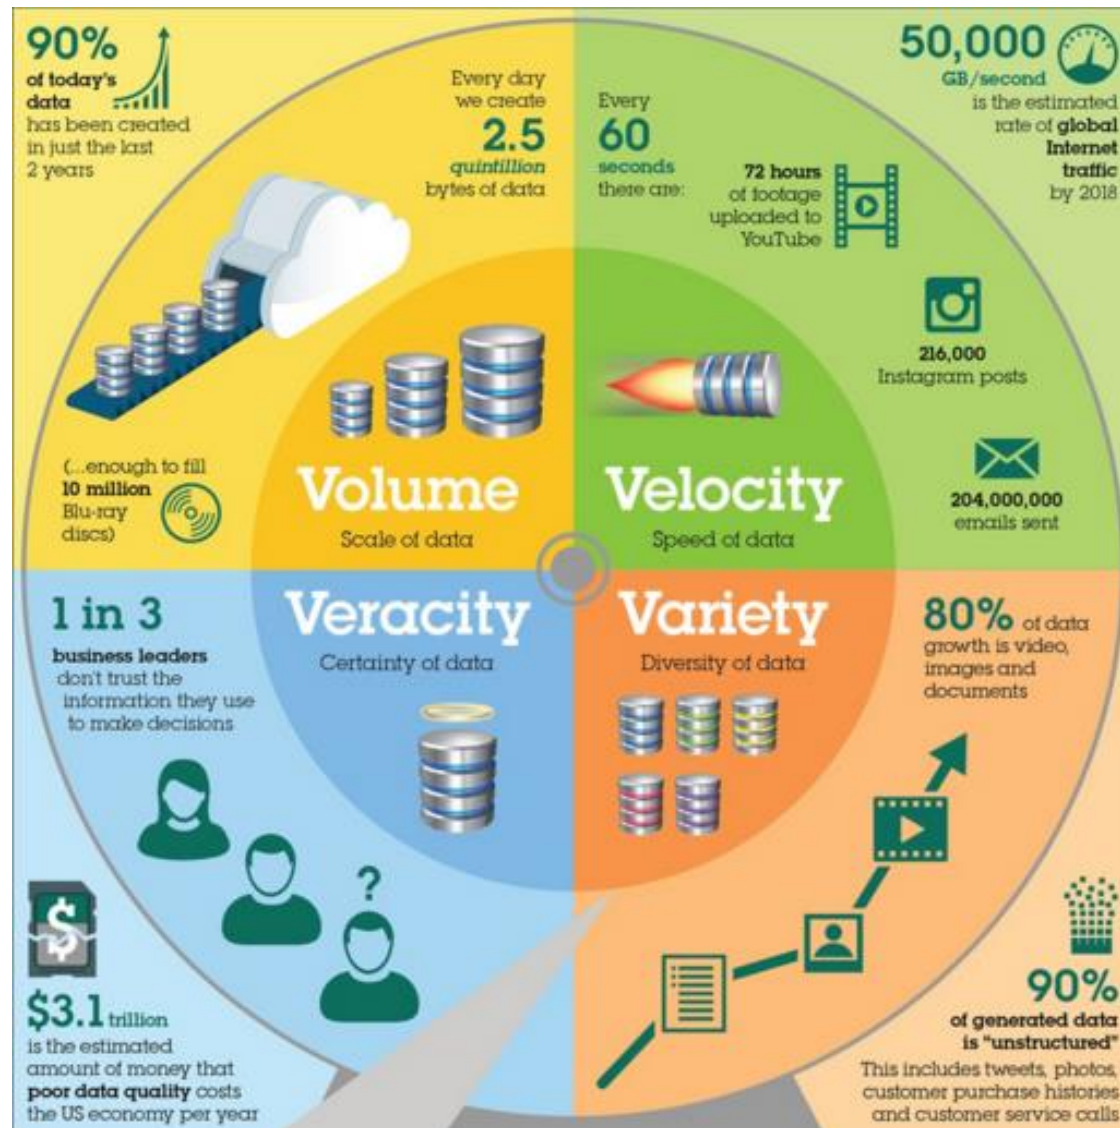 90%
of today's
data
has been created
in just the last
2 years
Every day
we create
2.5
quintillion
bytes of data
(...enough to fill
10 million
Blu-ray
discs)
Volume
Scale of data
Every
60
seconds
there are:
72 hours
of footage
uploaded to
YouTube
50,000
GB/second
is the estimated
rate of global
Internet
traffic
by 2018
216,000
Instagram posts
204,000,000
emails sent
Velocity
Speed of data
1 in 3
business leaders
don't trust the
information they use
to make decisions
Veracity
Certainty of data
?
$
$3.1 trillion
is the estimated
amount of money that
poor data quality costs
the US economy per year
Variety
Diversity of data
80% of data
growth is video,
images and
documents
90%
of generated data
is "unstructured"
This includes tweets, photos,
customer purchase histories
and customer service calls